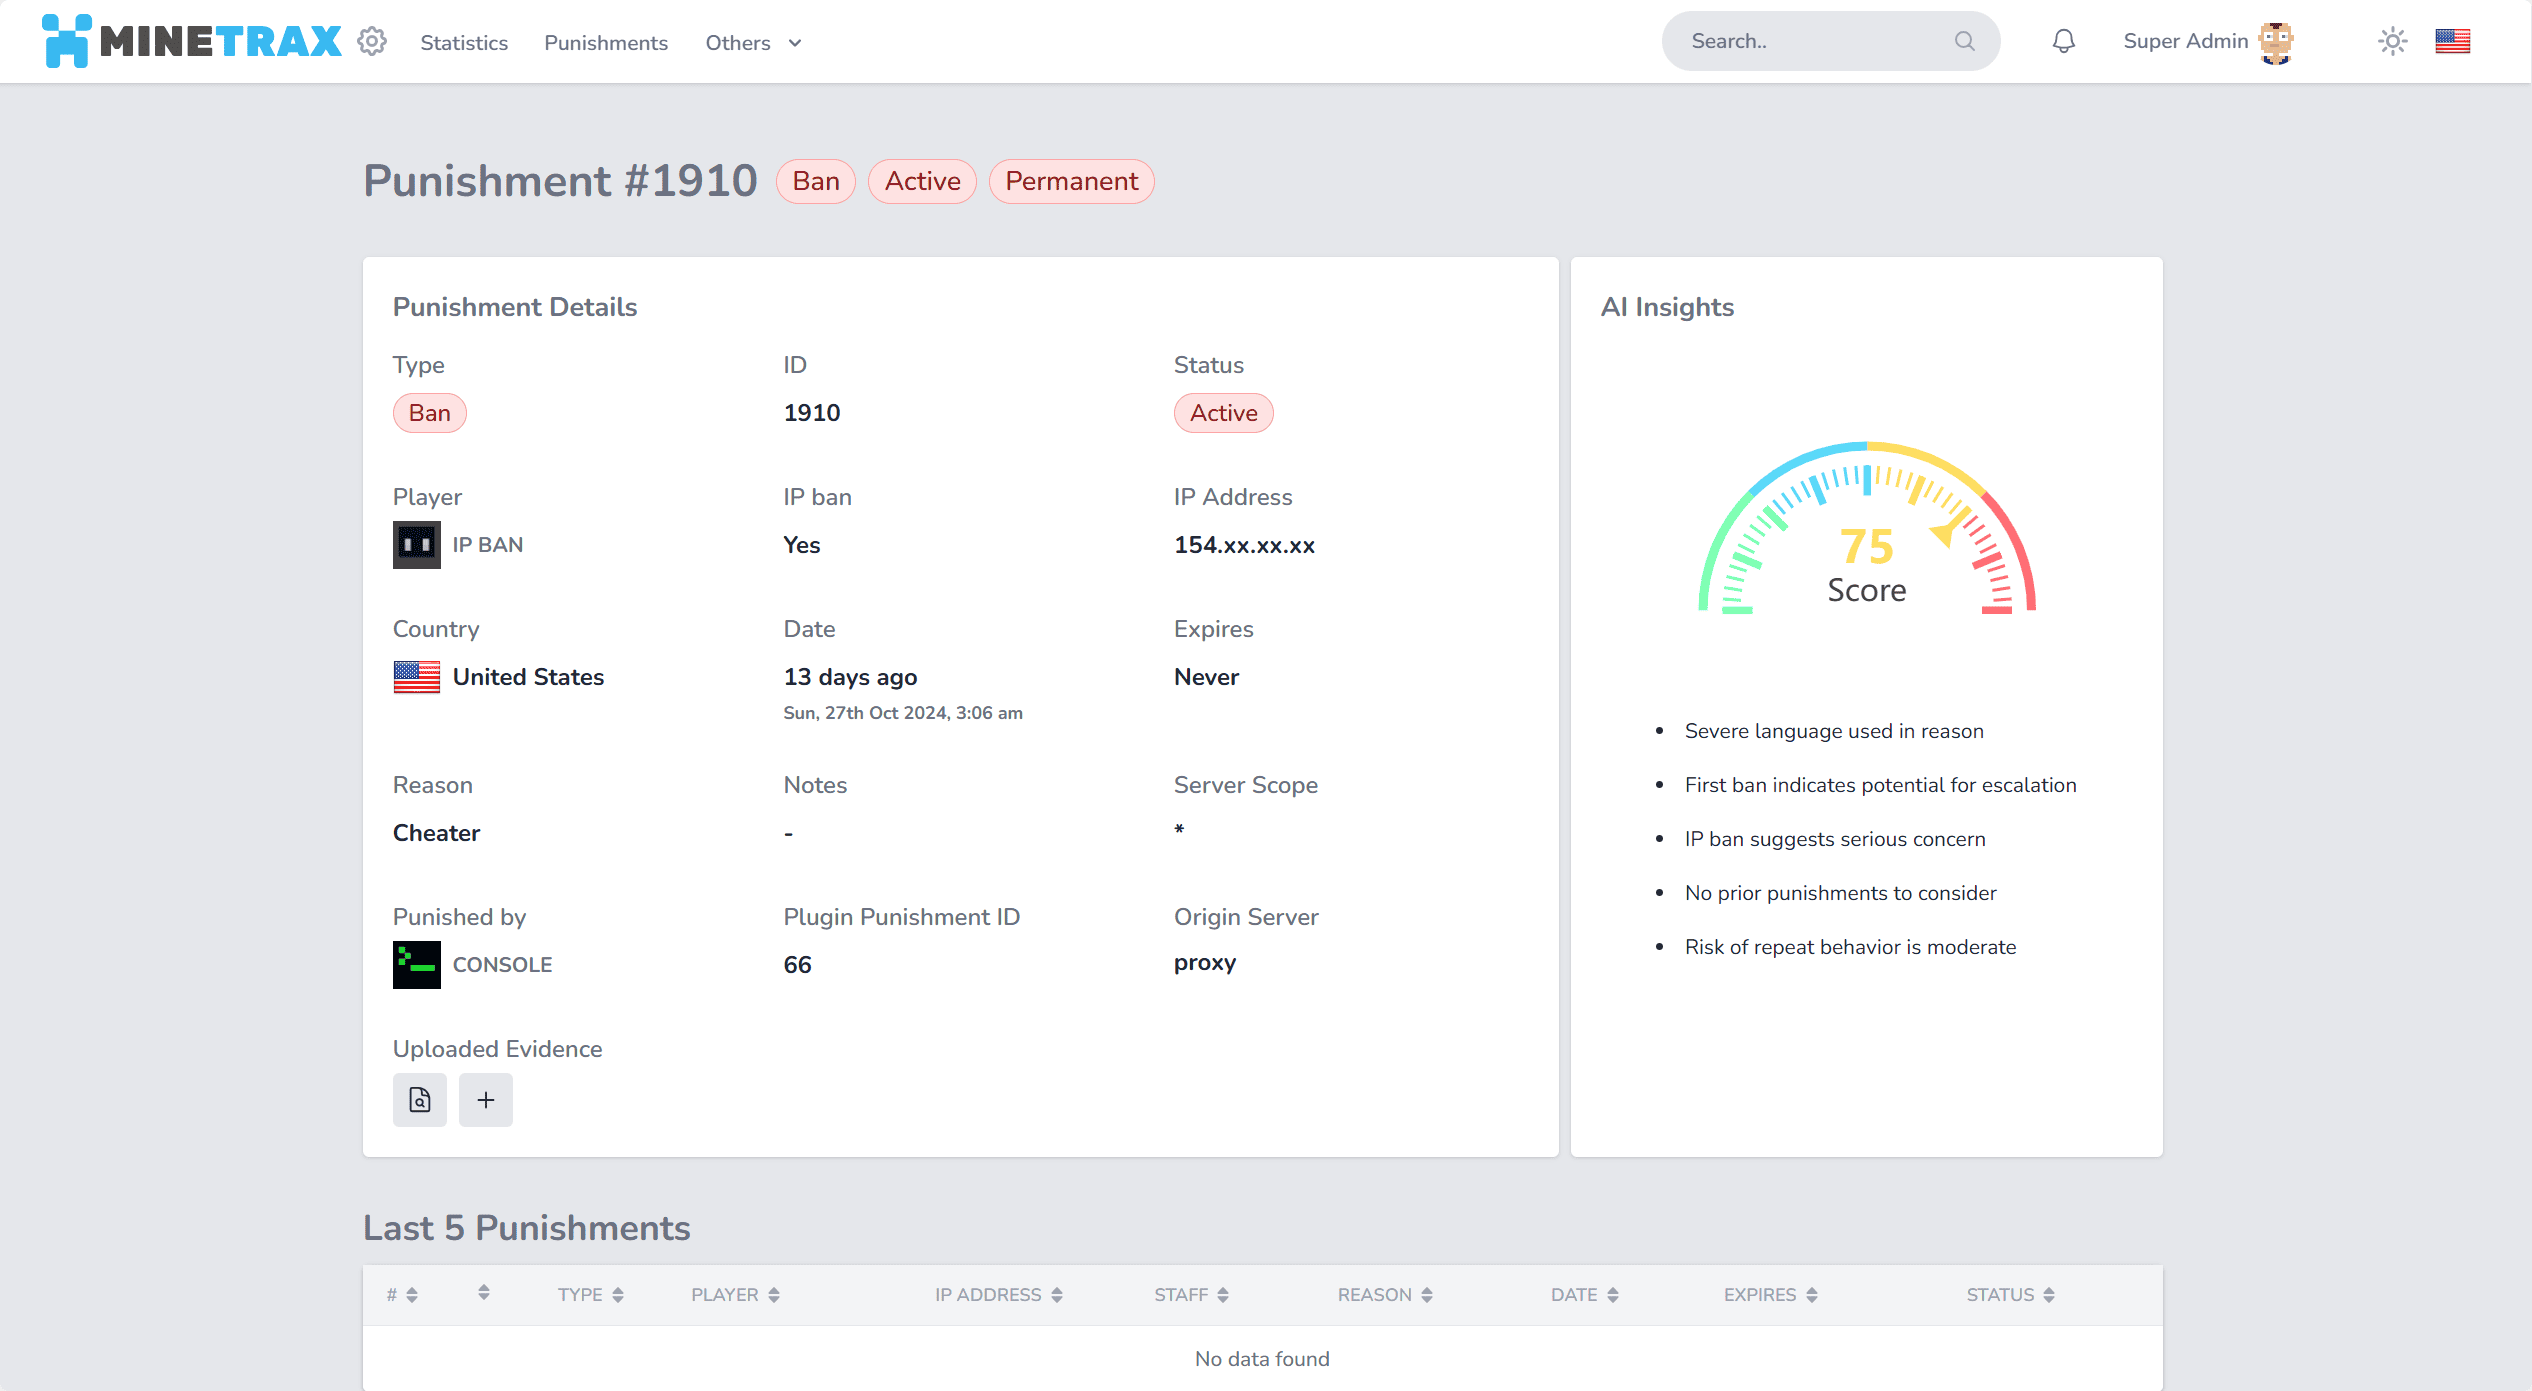 MINETRAX Statistics Punishments Others Search.. Super Admin
Punishment #1910 Ban Active Permanent
Punishment Details
Type ID Status
Ban 1910 Active
Player IP ban IP Address
IP BAN Yes 154.xx.xx.xx
Country Date Expires
United States 13 days ago Never
Sun, 27th Oct 2024, 3:06 am
Reason Notes Server Scope
Cheater - *
Punished by Plugin Punishment ID Origin Server
CONSOLE 66 proxy
Uploaded Evidence
AI Insights
75
Score
• Severe language used in reason
• First ban indicates potential for escalation
• IP ban suggests serious concern
• No prior punishments to consider
• Risk of repeat behavior is moderate
Last 5 Punishments
# TYPE PLAYER IP ADDRESS STAFF REASON DATE EXPIRES STATUS
No data found